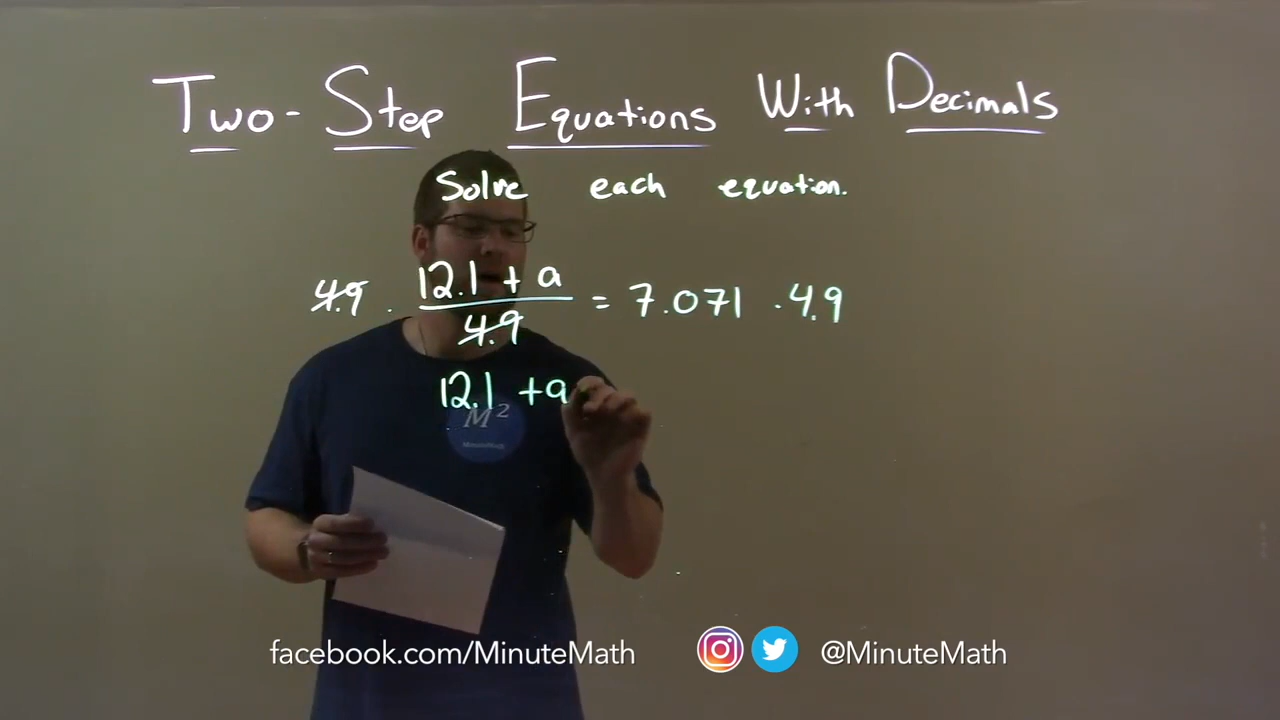 Two-Step Equations With Decimals
Solve each equation.
4.9 · (12.1 + a)/4.9 = 7.071 · 4.9
12.1 + a
M²
MinuteMath
facebook.com/MinuteMath @MinuteMath